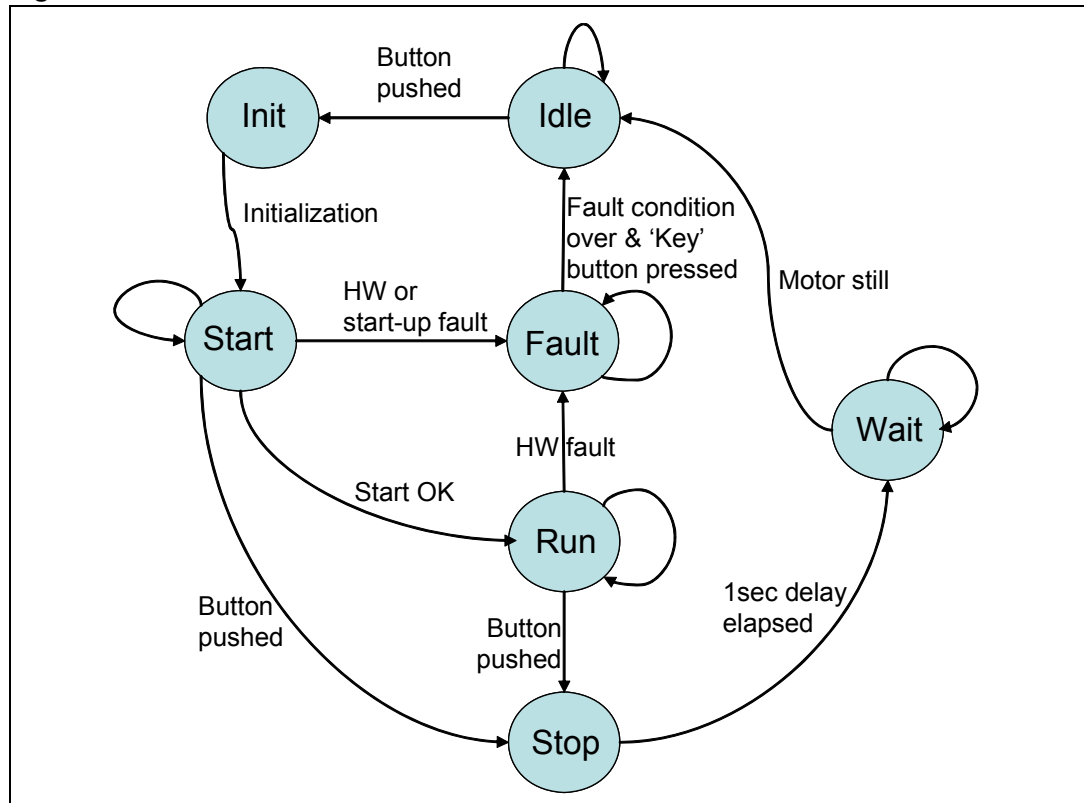 Button
pushed
Init
Idle
Initialization
Fault condition
over & ‘Key’
button pressed
Motor still
HW or
start-up fault
Start
Fault
Wait
HW fault
Start OK
Run
Button
pushed
Button
pushed
1sec delay
elapsed
Stop